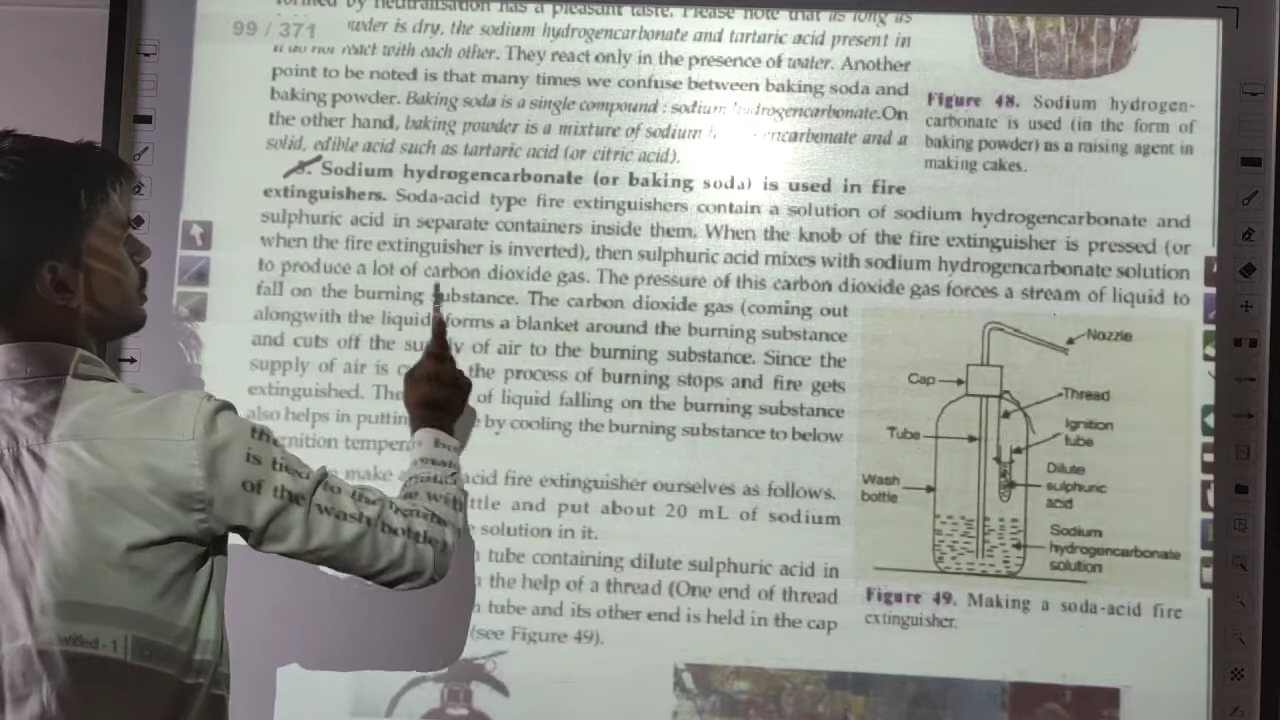 formed by neutralisation has a pleasant taste. Please note that as long as
99 / 371
is dry, the sodium hydrogencarbonate and tartaric acid present in
not react with each other. They react only in the presence of water. Another
point to be noted is that many times we confuse between baking soda and
baking powder. Baking soda is a single compound : sodium hydrogencarbonate. On
the other hand, baking powder is a mixture of sodium and a
solid, edible acid such as tartaric acid (or citric acid).
Figure 48. Sodium hydrogen-
carbonate is used (in the form of
baking powder) as a raising agent in
making cakes.
Sodium hydrogencarbonate (or baking soda) is used in fire
extinguishers. Soda-acid type fire extinguishers contain a solution of sodium hydrogencarbonate and
sulphuric acid in separate containers inside them. When the knob of the fire extinguisher is pressed (or
when the fire extinguisher is inverted), then sulphuric acid mixes with sodium hydrogencarbonate solution
to produce a lot of carbon dioxide gas. The pressure of this carbon dioxide gas forces a stream of liquid to
fall on the burning substance. The carbon dioxide gas (coming out
alongwith the liquid) forms a blanket around the burning substance
and cuts off the supply of air to the burning substance. Since the
supply of air is the process of burning stops and fire gets
extinguished. The of liquid falling on the burning substance
also helps in putting by cooling the burning substance to below
make acid fire extinguisher ourselves as follows.
and put about 20 mL of sodium
solution in it.
tube containing dilute sulphuric acid in
the help of a thread (One end of thread
is tied to the
tube and its other end is held in the cap
of the wash bottle)
(see Figure 49).
Nozzle
Cap
Thread
Ignition
tube
Tube
Dilute
sulphuric
acid
Wash
bottle
Sodium
hydrogencarbonate
solution
Figure 49. Making a soda-acid fire
extinguisher.